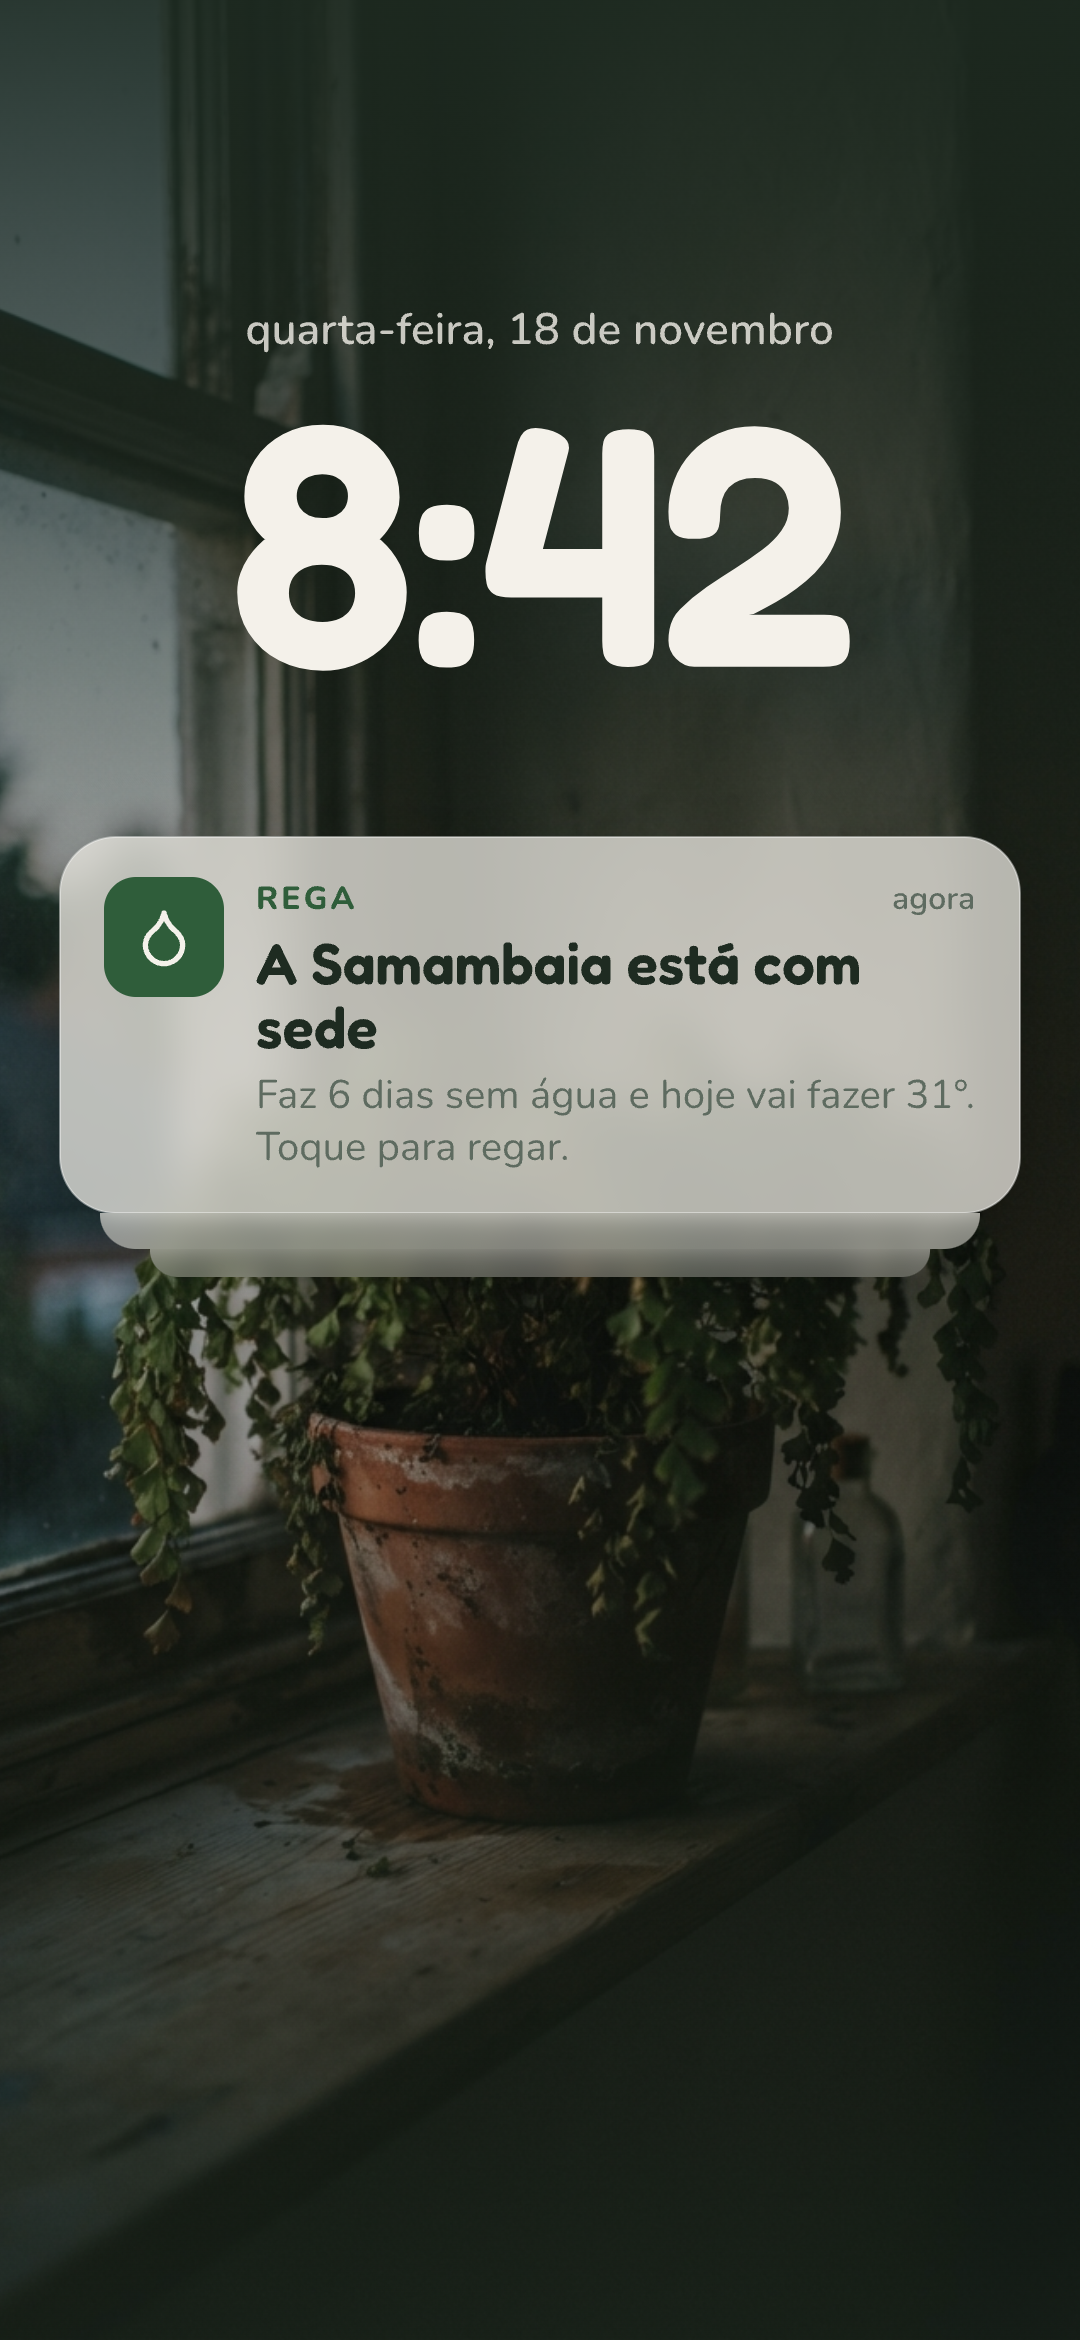 quarta-feira, 18 de novembro
8:42
REGA
agora
A Samambaia está com
sede
Faz 6 dias sem água e hoje vai fazer 31°.
Toque para regar.